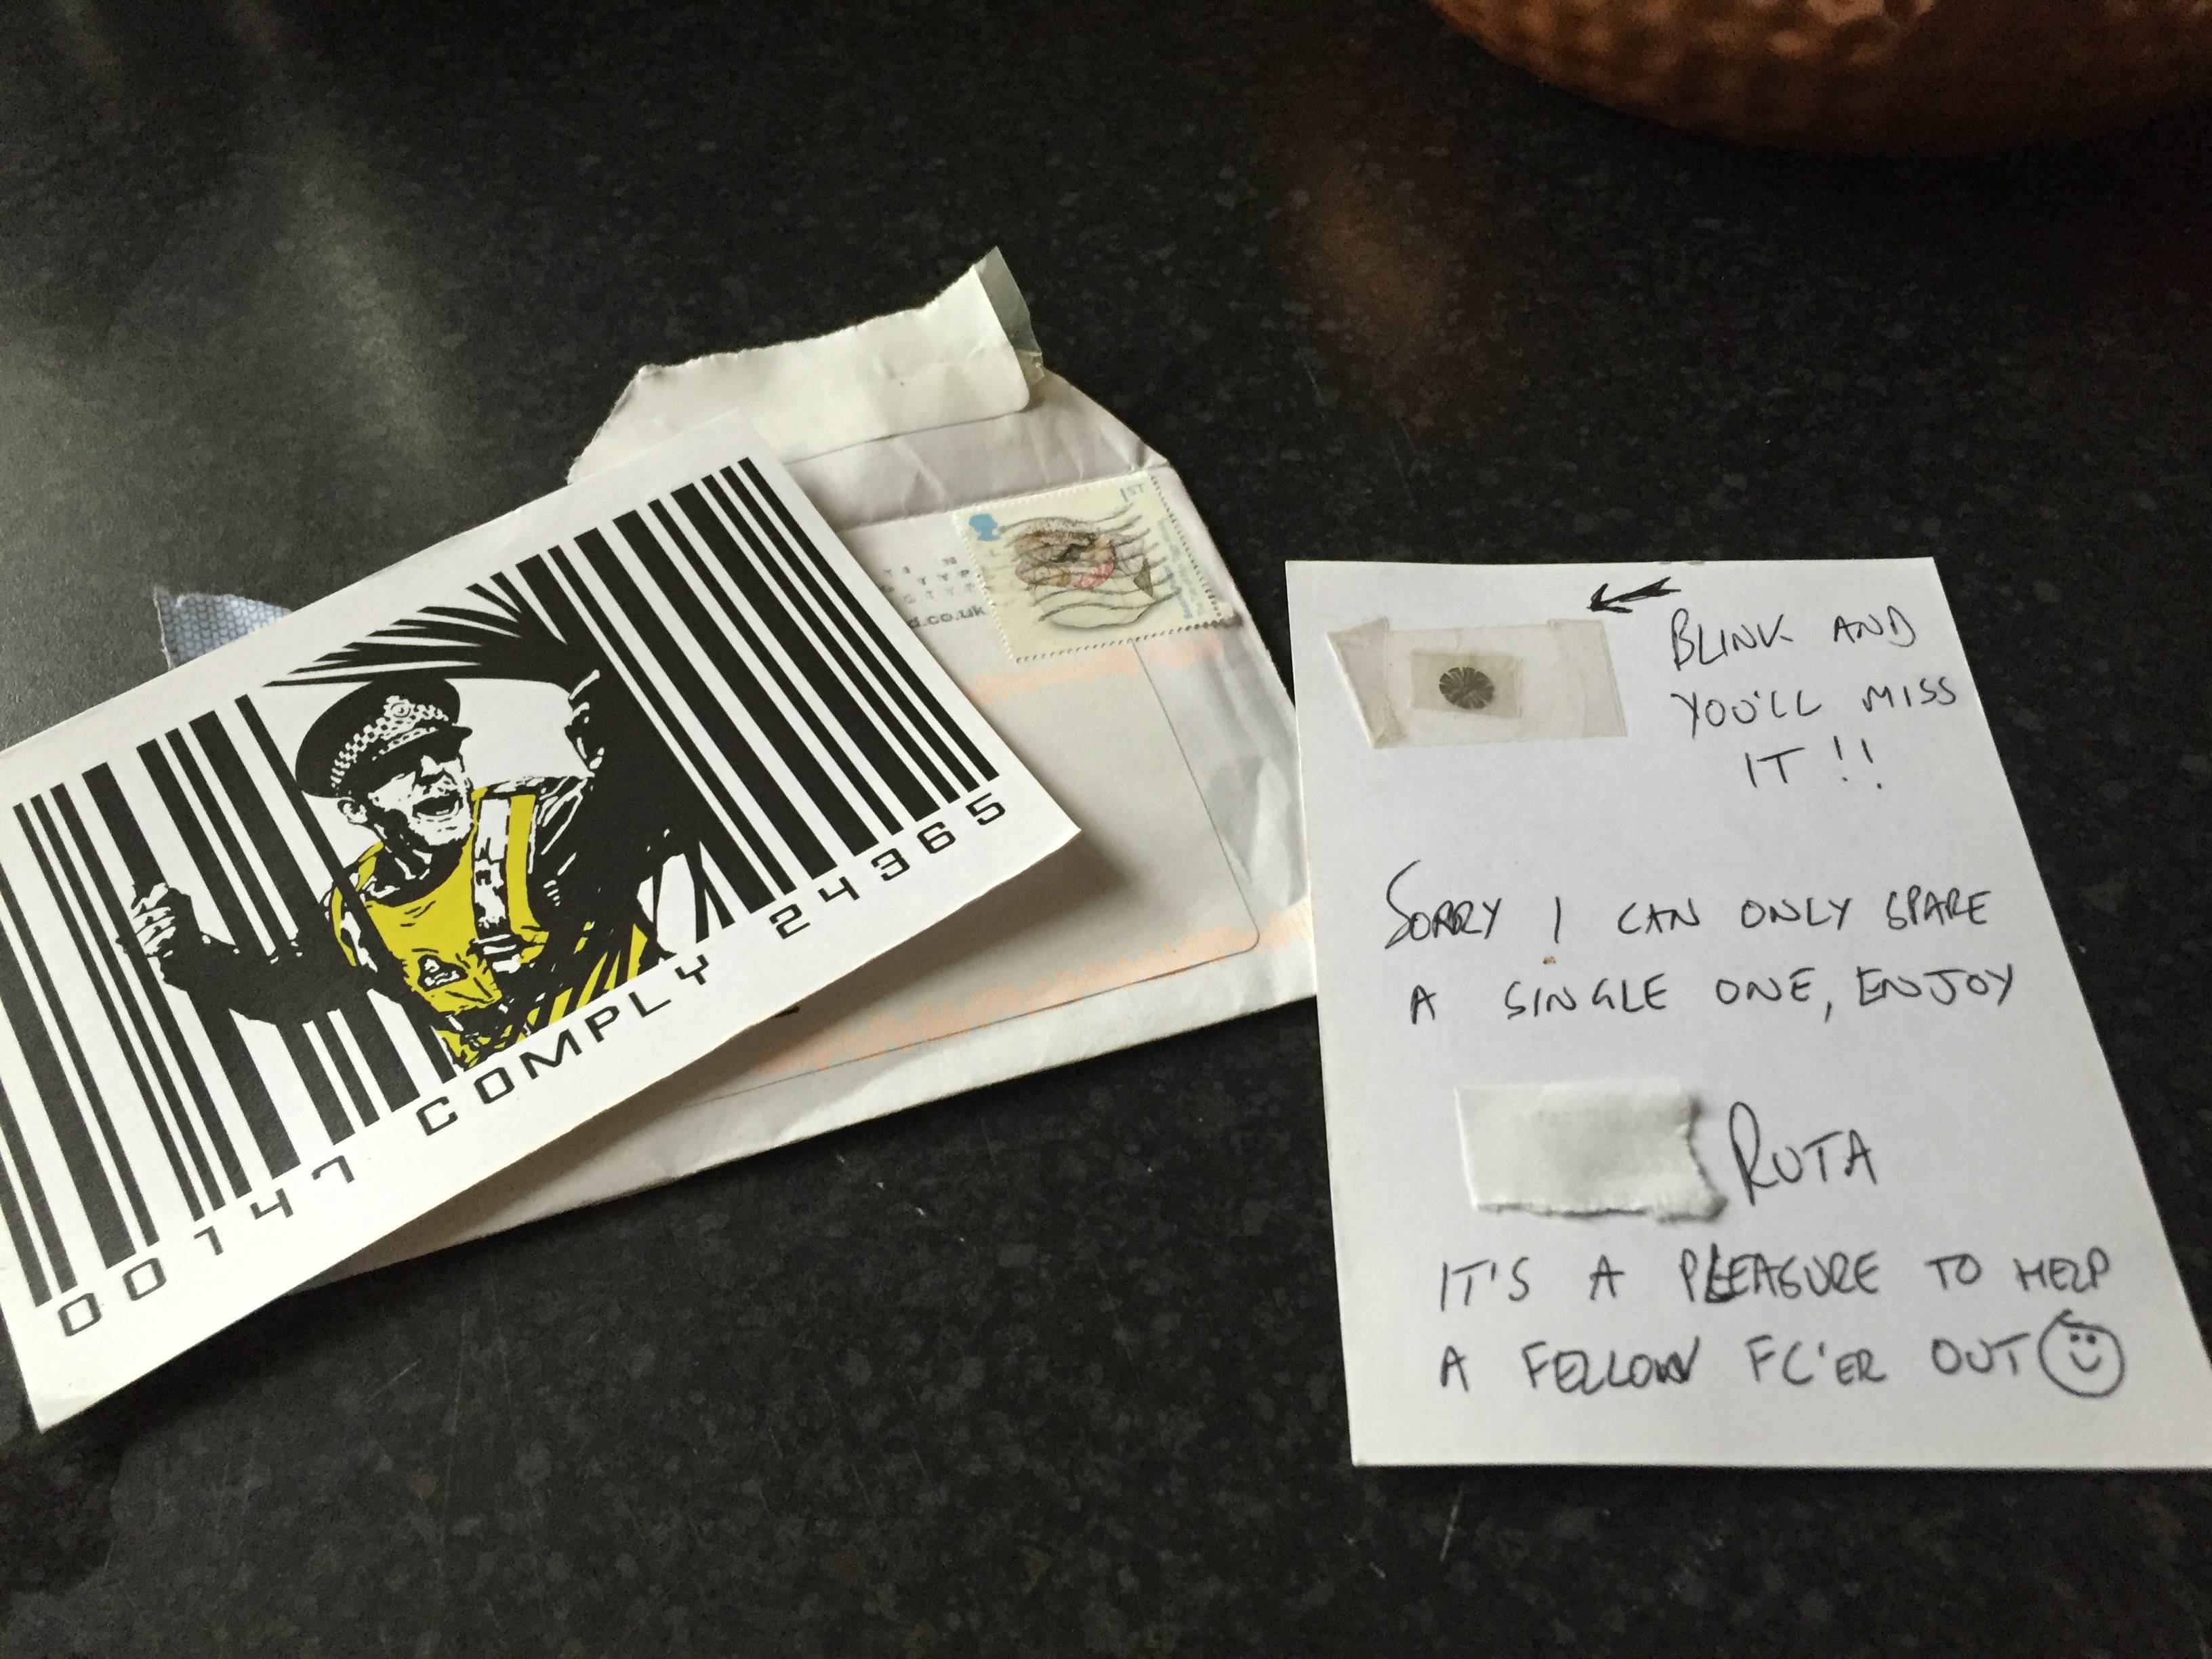 00147 COMPLY 24365
1ST
d.co.uk
BLINK AND
YOU'LL MISS
IT!!
SORRY I CAN ONLY SPARE
A SINGLE ONE, ENJOY
RUTA
IT'S A PLEASURE TO HELP
A FELLOW FC'ER OUT